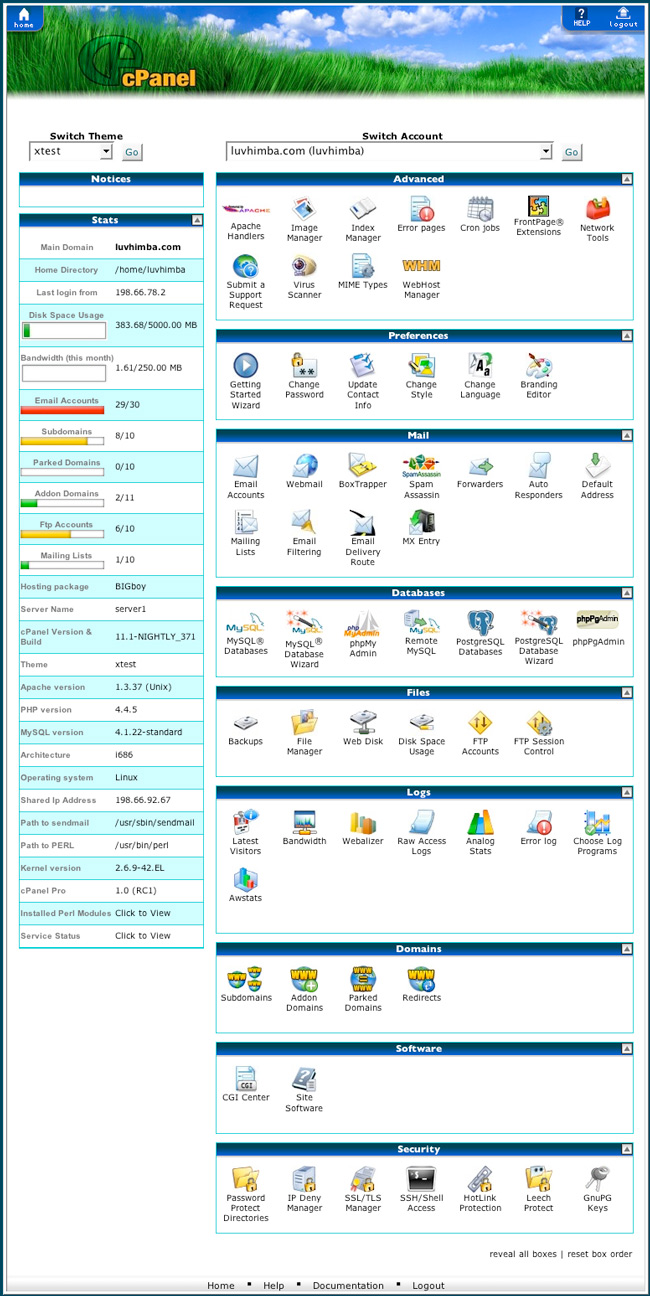 home
HELP
logout
cPanel
Switch Theme
xtest
Go
Switch Account
luvhimba.com (luvhimba)
Go
Notices
Stats
Main Domain luvhimba.com
Home Directory /home/luvhimba
Last login from 198.66.78.2
Disk Space Usage 383.68/5000.00 MB
Bandwidth (this month) 1.61/250.00 MB
Email Accounts 29/30
Subdomains 8/10
Parked Domains 0/10
Addon Domains 2/11
Ftp Accounts 6/10
Mailing Lists 1/10
Hosting package BIGboy
Server Name server1
cPanel Version &
Build 11.1-NIGHTLY_371
Theme xtest
Apache version 1.3.37 (Unix)
PHP version 4.4.5
MySQL version 4.1.22-standard
Architecture i686
Operating system Linux
Shared Ip Address 198.66.92.67
Path to sendmail /usr/sbin/sendmail
Path to PERL /usr/bin/perl
Kernel version 2.6.9-42.EL
cPanel Pro 1.0 (RC1)
Installed Perl Modules Click to View
Service Status Click to View
Advanced
APACHE
Apache
Handlers
Image
Manager
Index
Manager
Error pages
Cron jobs
FrontPage®
Extensions
Network
Tools
Submit a
Support
Request
Virus
Scanner
MIME Types
WHM
WebHost
Manager
Preferences
Getting
Started
Wizard
**
Change
Password
Update
Contact
Info
Change
Style
Aa
Change
Language
Branding
Editor
Mail
Email
Accounts
Webmail
BoxTrapper
SpamAssassin
Spam
Assassin
Forwarders
Auto
Responders
Default
Address
Mailing
Lists
Email
Filtering
Email
Delivery
Route
MX Entry
Databases
MySQL
MySQL®
Databases
MySQL
MySQL®
Database
Wizard
php
MyAdmin
phpMy
Admin
MySQL
Remote
MySQL
PostgreSQL
Databases
PostgreSQL
Database
Wizard
phpPgAdmin
phpPgAdmin
Files
Backups
File
Manager
Web Disk
Disk Space
Usage
FTP
Accounts
FTP Session
Control
Logs
Latest
Visitors
Bandwidth
Webalizer
Raw Access
Logs
Analog
Stats
Error log
Choose Log
Programs
Awstats
Domains
WWW
WWW
WWW
Subdomains
WWW
Addon
Domains
WWW
WWW
Parked
Domains
WWW
Redirects
Software
CGI
CGI Center
Site
Software
Security
Password
Protect
Directories
IP Deny
Manager
SSL/TLS
Manager
SSH/Shell
Access
HotLink
Protection
Leech
Protect
GnuPG
Keys
reveal all boxes | reset box order
Home ▪ Help ▪ Documentation ▪ Logout